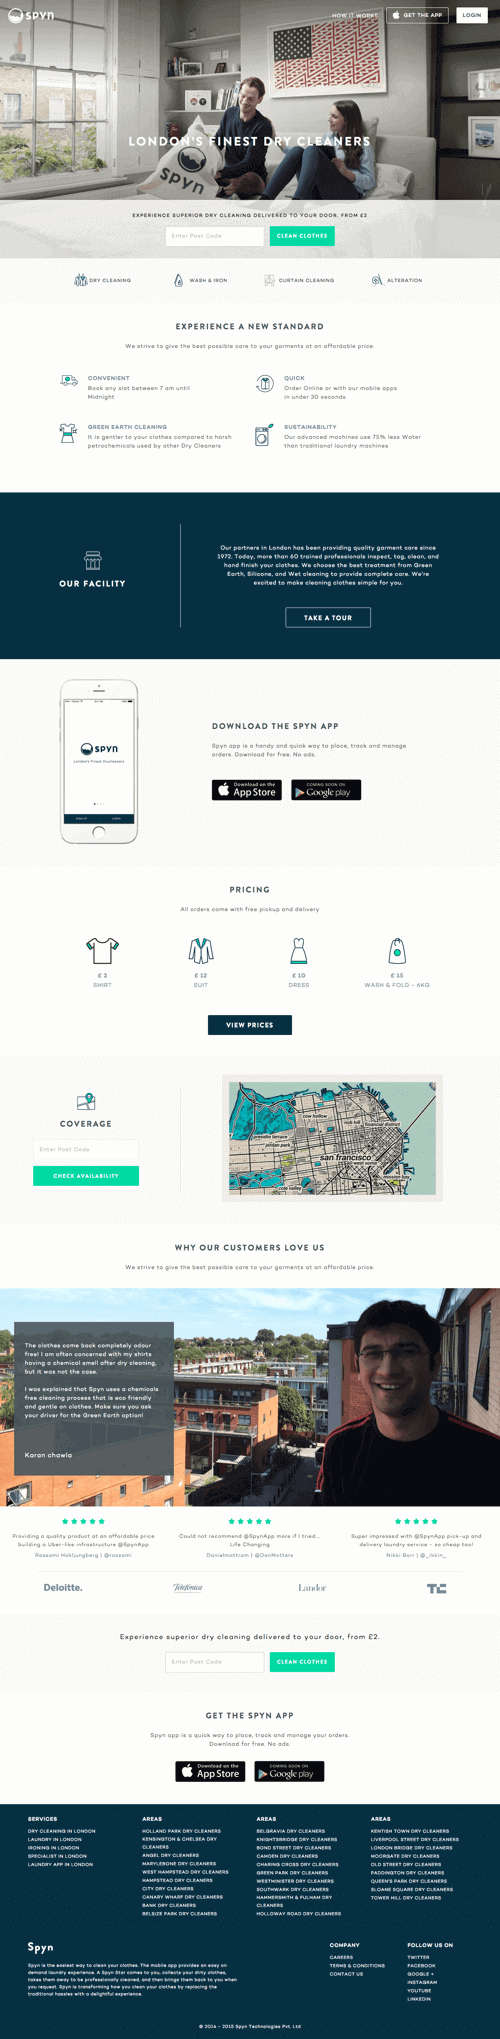 SPYN
HOW IT WORKS
GET THE APP
LOGIN
LONDON'S FINEST DRY CLEANERS
SPYN
EXPERIENCE SUPERIOR DRY CLEANING DELIVERED TO YOUR DOOR, FROM £2
Enter Post Code
CLEAN CLOTHES
DRY CLEANING
WASH & IRON
CURTAIN CLEANING
ALTERATION
EXPERIENCE A NEW STANDARD
We strive to give the best possible care to your garments at an affordable price.
CONVENIENT
Book any slot between 7 am until
Midnight
QUICK
Order Online or with our mobile apps
in under 30 seconds
GREEN EARTH CLEANING
It is gentler to your clothes compared to harsh
petrochemicals used by other Dry Cleaners
SUSTAINABILITY
Our advanced machines use 75% less Water
than traditional laundry machines
OUR FACILITY
Our partners in London has been providing quality garment care since
1972. Today, more than 60 trained professionals inspect, tag, clean, and
hand finish your clothes. We choose the best treatment from Green
Earth, Silicone, and Wet cleaning to provide complete care. We're
excited to make cleaning clothes simple for you.
TAKE A TOUR
SPYN
London's Finest Drycleaners
SIGN UP
LOGIN
DOWNLOAD THE SPYN APP
Spyn app is a handy and quick way to place, track and manage
orders. Download for free. No ads.
Download on the
App Store
COMING SOON ON
Google play
PRICING
All orders come with free pickup and delivery
£ 2
SHIRT
£ 12
SUIT
£ 10
DRESS
£ 15
WASH & FOLD - 6KG
VIEW PRICES
COVERAGE
Enter Post Code
CHECK AVAILABILITY
cow hollow
nob hill
financial district
presidio terrace
jordan park
san francisco
west soma
mission bay
cole valley
WHY OUR CUSTOMERS LOVE US
We strive to give the best possible care to your garments at an affordable price.
The clothes came back completely odour
free! I am often concerned with my shirts
having a chemical smell after dry cleaning,
but it was not the case.
I was explained that Spyn uses a chemicals
free cleaning process that is eco friendly
and gentle on clothes. Make sure you ask
your driver for the Green Earth option!
Karan chawla
Providing a quality product at an affordable price
building a Uber-like infrastructure @SpynApp
Rossami Hokljungberg | @rossami
Could not recommend @SpynApp more if I tried...
Life Changing
Danielmottram | @DanMotters
Super impressed with @SpynApp pick-up and
delivery laundry service - so cheap too!
Nikki Barr | @_ikkin_
Deloitte.
Telefónica
Landor
TC
Experience superior dry cleaning delivered to your door, from £2.
Enter Post Code
CLEAN CLOTHES
GET THE SPYN APP
Spyn app is a quick way to place, track and manage your orders.
Download for free. No ads.
Download on the
App Store
COMING SOON ON
Google play
SERVICES
DRY CLEANING IN LONDON
LAUNDRY IN LONDON
IRONING IN LONDON
SPECIALIST IN LONDON
LAUNDRY APP IN LONDON
AREAS
HOLLAND PARK DRY CLEANERS
KENSINGTON & CHELSEA DRY
CLEANERS
ANGEL DRY CLEANERS
MARYLEBONE DRY CLEANERS
WEST HAMPSTEAD DRY CLEANERS
HAMPSTEAD DRY CLEANERS
CITY DRY CLEANERS
CANARY WHARF DRY CLEANERS
BANK DRY CLEANERS
BELSIZE PARK DRY CLEANERS
AREAS
BELGRAVIA DRY CLEANERS
KNIGHTSBRIDGE DRY CLEANERS
BOND STREET DRY CLEANERS
CAMDEN DRY CLEANERS
CHARING CROSS DRY CLEANERS
GREEN PARK DRY CLEANERS
WESTMINSTER DRY CLEANERS
SOUTHWARK DRY CLEANERS
HAMMERSMITH & FULHAM DRY
CLEANERS
HOLLOWAY ROAD DRY CLEANERS
AREAS
KENTISH TOWN DRY CLEANERS
LIVERPOOL STREET DRY CLEANERS
LONDON BRIDGE DRY CLEANERS
MOORGATE DRY CLEANERS
OLD STREET DRY CLEANERS
PADDINGTON DRY CLEANERS
QUEEN'S PARK DRY CLEANERS
SLOANE SQUARE DRY CLEANERS
TOWER HILL DRY CLEANERS
Spyn
Spyn is the easiest way to clean your clothes. The mobile app provides an easy on
demand laundry experience. A Spyn Star comes to you, collects your dirty clothes,
takes them away to be professionally cleaned, and then brings them back to you when
you request. Spyn is transforming how you clean your clothes by replacing the
traditional hassles with a delightful experience.
COMPANY
CAREERS
TERMS & CONDITIONS
CONTACT US
FOLLOW US ON
TWITTER
FACEBOOK
GOOGLE +
INSTAGRAM
YOUTUBE
LINKEDIN
© 2014 - 2015 Spyn Technologies Pvt. Ltd